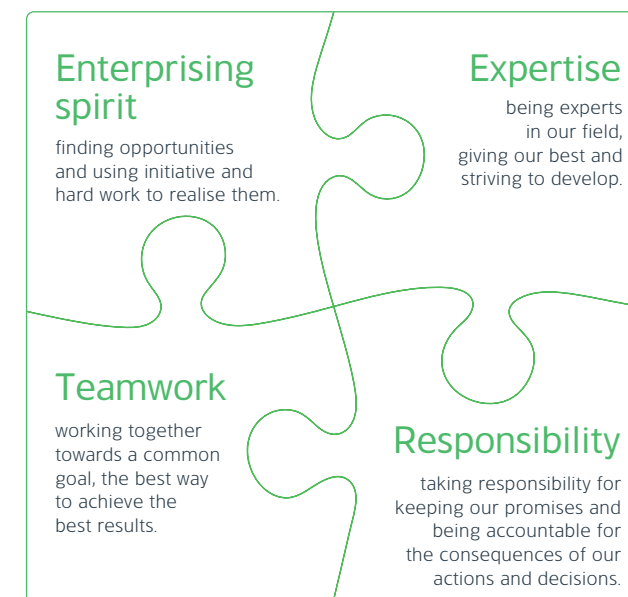 Enterprising
spirit
finding opportunities
and using initiative and
hard work to realise them.
Expertise
being experts
in our field,
giving our best and
striving to develop.
Teamwork
working together
towards a common
goal, the best way
to achieve the
best results.
Responsibility
taking responsibility for
keeping our promises and
being accountable for
the consequences of our
actions and decisions.